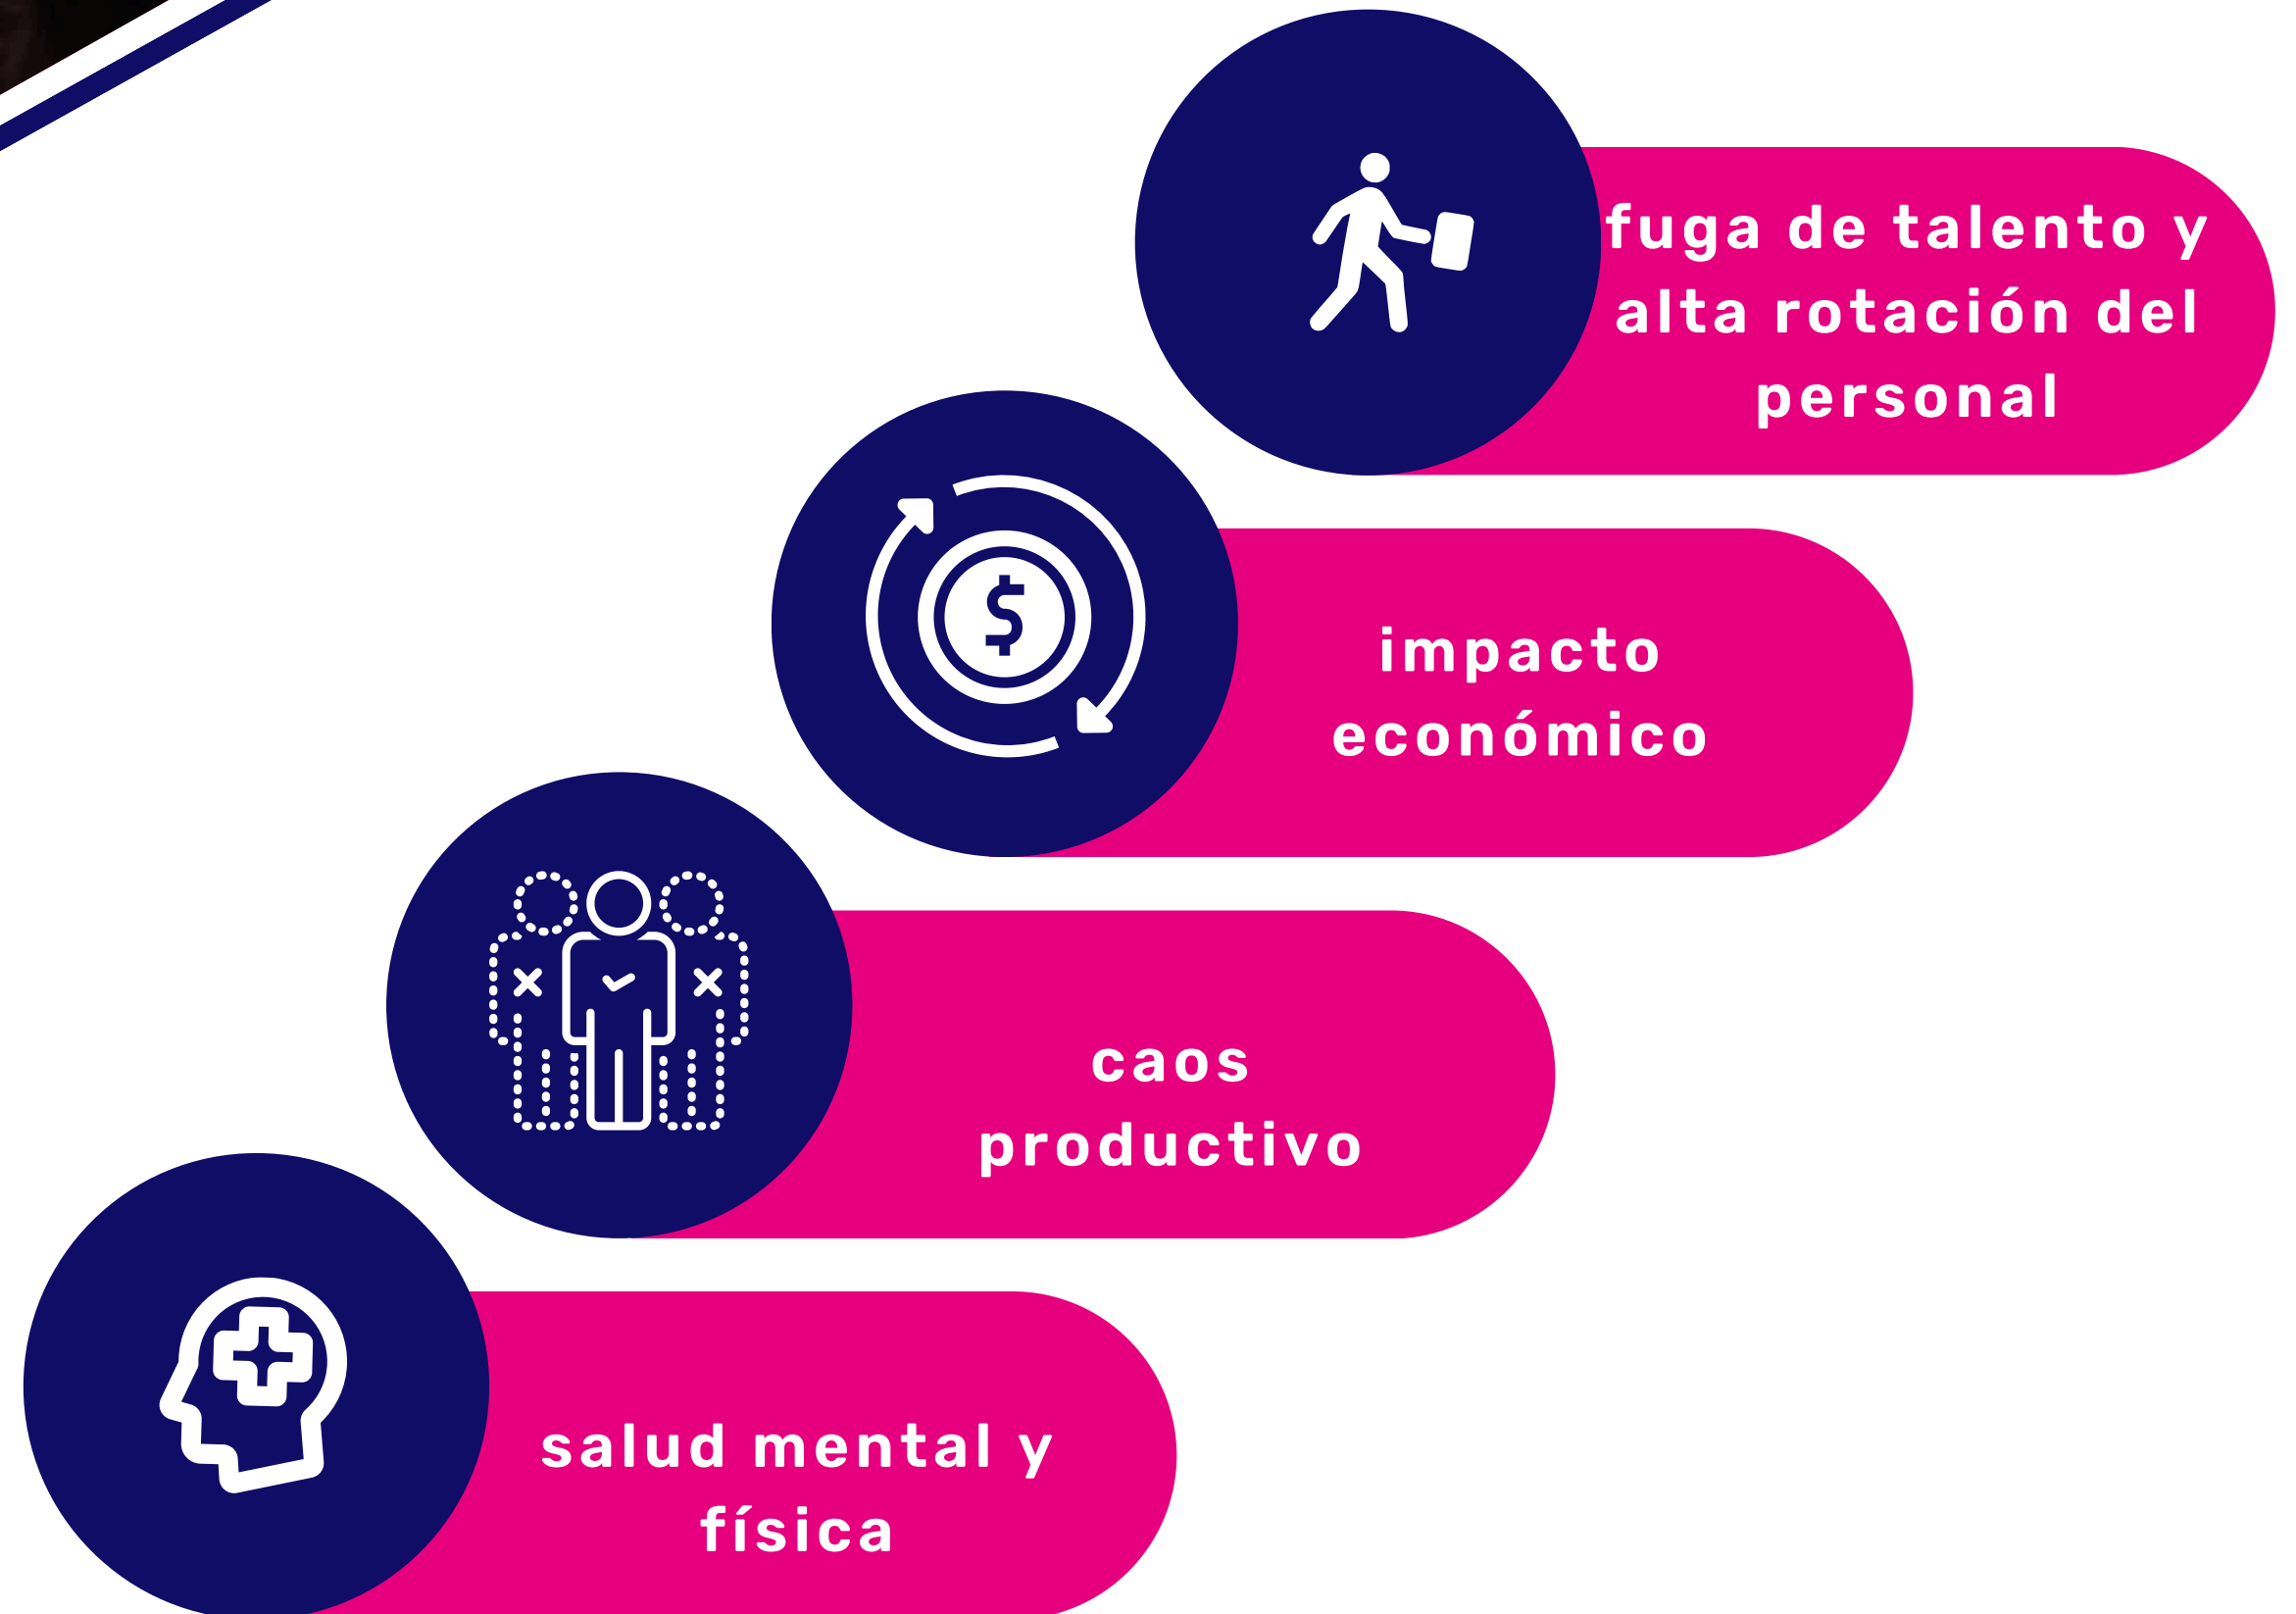 fuga de talento y
alta rotación del
personal
impacto
económico
caos
productivo
salud mental y
física